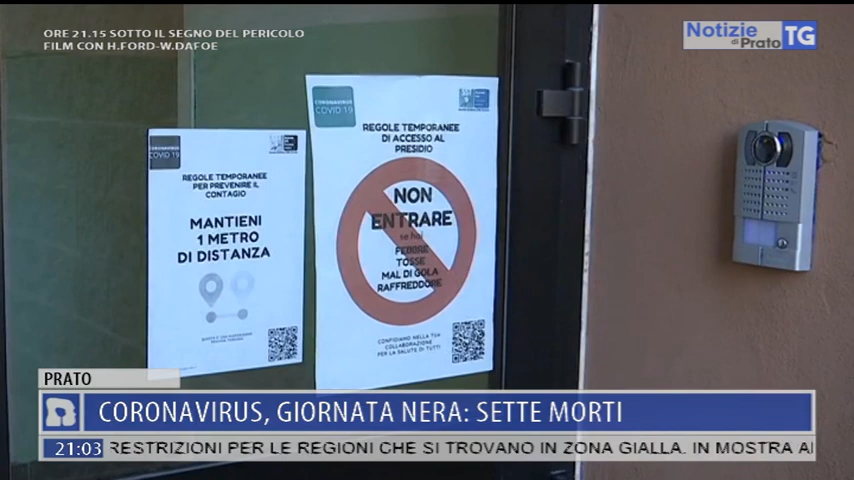 ORE 21.15 SOTTO IL SEGNO DEL PERICOLO
FILM CON H.FORD-W.DAFOE
Notizie
di Prato TG
CORONAVIRUS
COVID 19
REGOLE TEMPORANEE
PER PREVENIRE IL
CONTAGIO
MANTIENI
1 METRO
DI DISTANZA
CORONAVIRUS
COVID 19
REGOLE TEMPORANEE
DI ACCESSO AL
PRESIDIO
NON
ENTRARE
se hai
FEBBRE
TOSSE
MAL DI GOLA
RAFFREDDORE
CONFIDIAMO NELLA TUA
COLLABORAZIONE
PER LA SALUTE DI TUTTI
PRATO
CORONAVIRUS, GIORNATA NERA: SETTE MORTI
21:03 RESTRIZIONI PER LE REGIONI CHE SI TROVANO IN ZONA GIALLA. IN MOSTRA